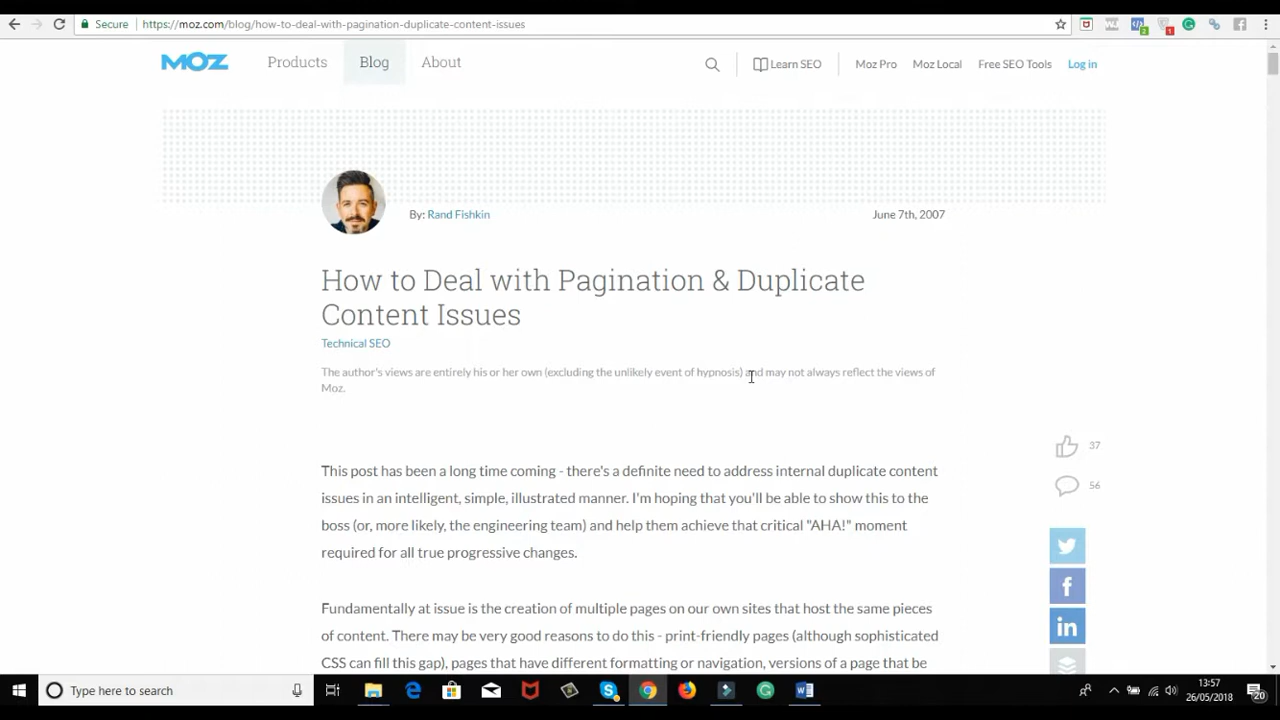 Secure https://moz.com/blog/how-to-deal-with-pagination-duplicate-content-issues
MOZ Products Blog About Learn SEO Moz Pro Moz Local Free SEO Tools Log in
By: Rand Fishkin June 7th, 2007
How to Deal with Pagination & Duplicate
Content Issues
Technical SEO
The author's views are entirely his or her own (excluding the unlikely event of hypnosis) and may not always reflect the views of
Moz.
37
This post has been a long time coming - there's a definite need to address internal duplicate content
56
issues in an intelligent, simple, illustrated manner. I'm hoping that you'll be able to show this to the
boss (or, more likely, the engineering team) and help them achieve that critical "AHA!" moment
required for all true progressive changes.
Fundamentally at issue is the creation of multiple pages on our own sites that host the same pieces
of content. There may be very good reasons to do this - print-friendly pages (although sophisticated
CSS can fill this gap), pages that have different formatting or navigation, versions of a page that be
Type here to search
13:57
26/05/2018
20